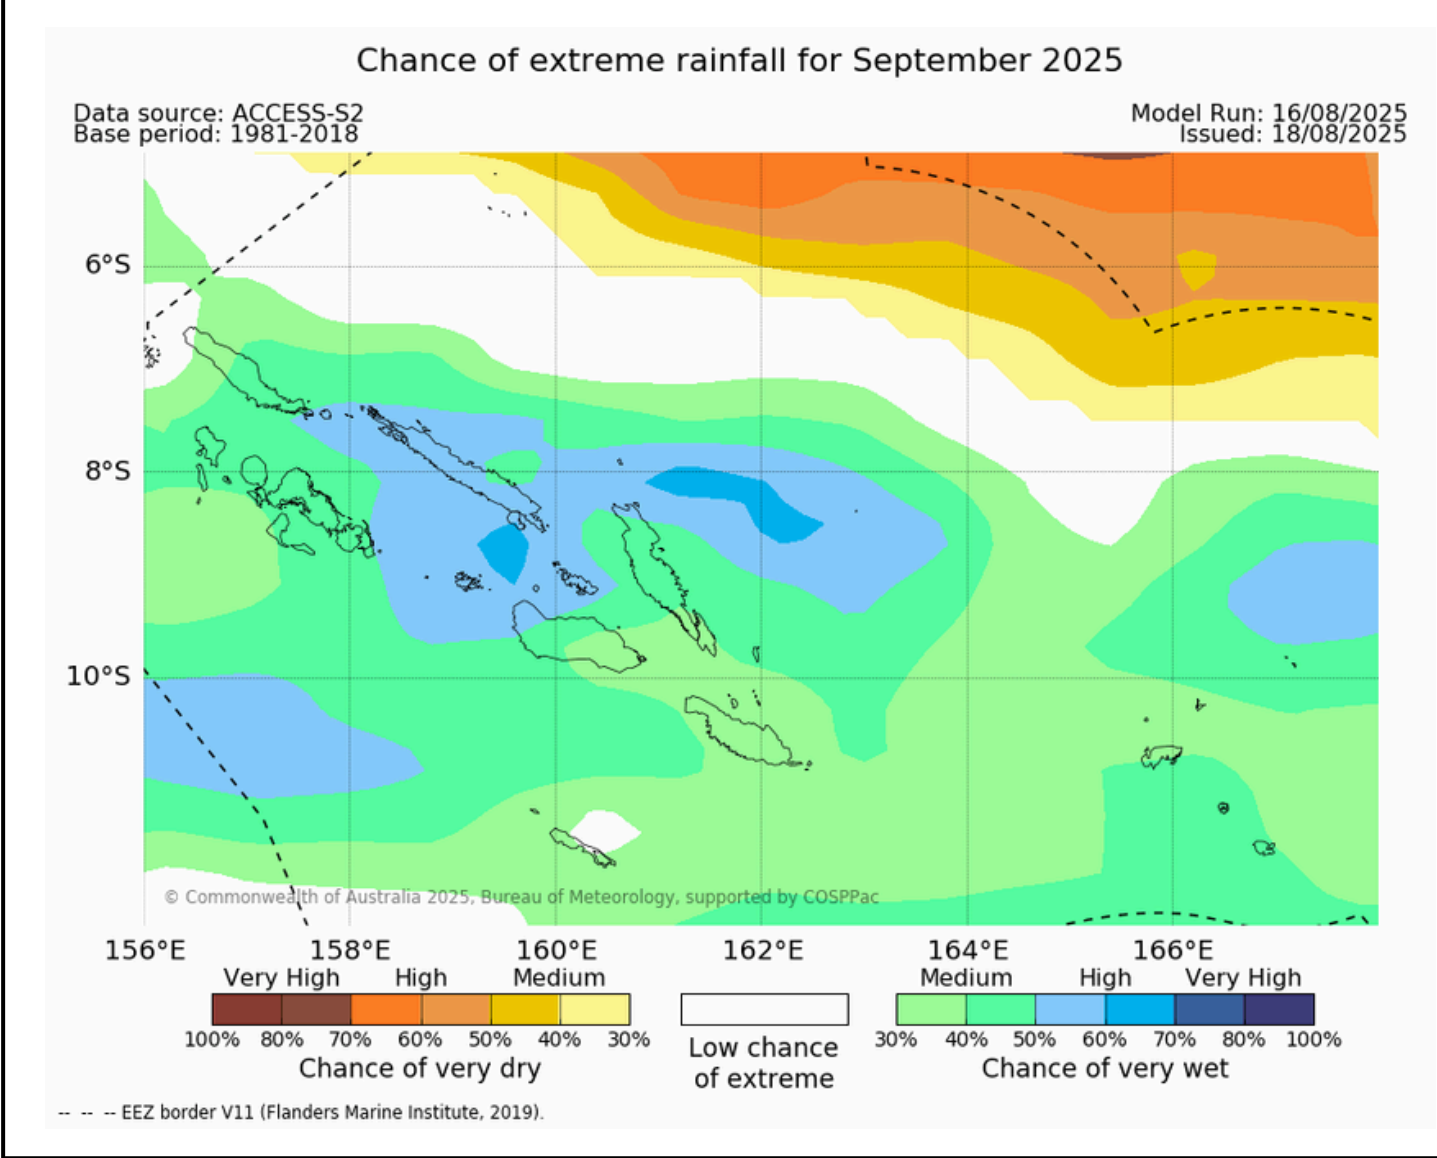 Chance of extreme rainfall for September 2025
Data source: ACCESS-S2
Base period: 1981-2018
Model Run: 16/08/2025
Issued: 18/08/2025
6°S
8°S
10°S
© Commonwealth of Australia 2025, Bureau of Meteorology, supported by COSPPac
156°E 158°E 160°E 162°E 164°E 166°E
Very High High Medium
100% 80% 70% 60% 50% 40% 30%
Chance of very dry
Low chance
of extreme
Medium High Very High
30% 40% 50% 60% 70% 80% 100%
Chance of very wet
-- -- -- EEZ border V11 (Flanders Marine Institute, 2019).